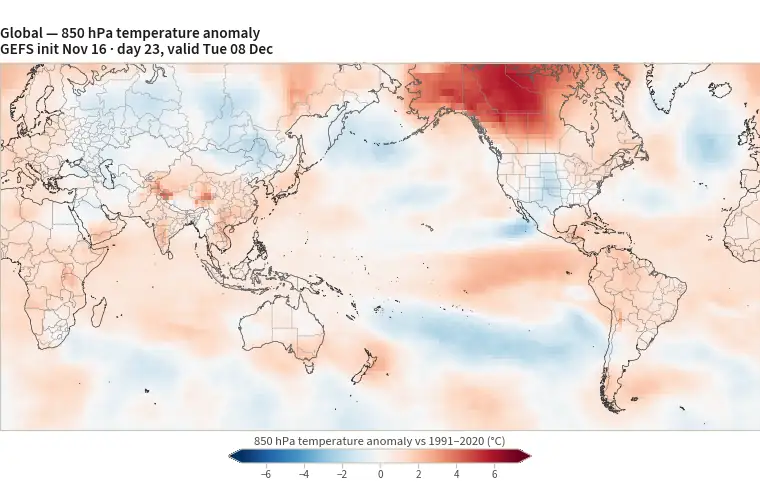 Global — 850 hPa temperature anomaly
GEFS init Nov 16 · day 23, valid Tue 08 Dec
850 hPa temperature anomaly vs 1991–2020 (°C)
−6 −4 −2 0 2 4 6